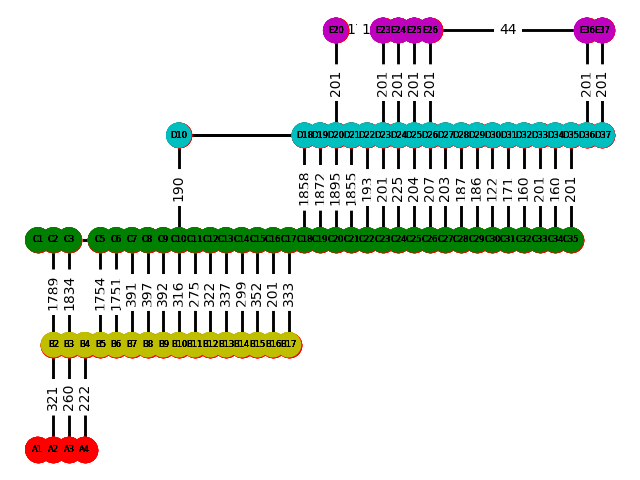 E20 1 1 E23 E24 E25 E26 44 E36 E37
201 201 201 201 201 201 201
D10 D18 D19 D20 D21 D22 D23 D24 D25 D26 D27 D28 D29 D30 D31 D32 D33 D34 D35 D36 D37
190 1858 1872 1895 1855 193 201 225 204 207 203 187 186 122 171 160 201 160 201
C1 C2 C3 C5 C6 C7 C8 C9 C10 C11 C12 C13 C14 C15 C16 C17 C18 C19 C20 C21 C22 C23 C24 C25 C26 C27 C28 C29 C30 C31 C32 C33 C34 C35
1789 1834 1754 1751 391 397 392 316 275 322 337 299 352 201 333
B2 B3 B4 B5 B6 B7 B8 B9 B10 B11 B12 B13 B14 B15 B16 B17
321 260 222
A1 A2 A3 A4